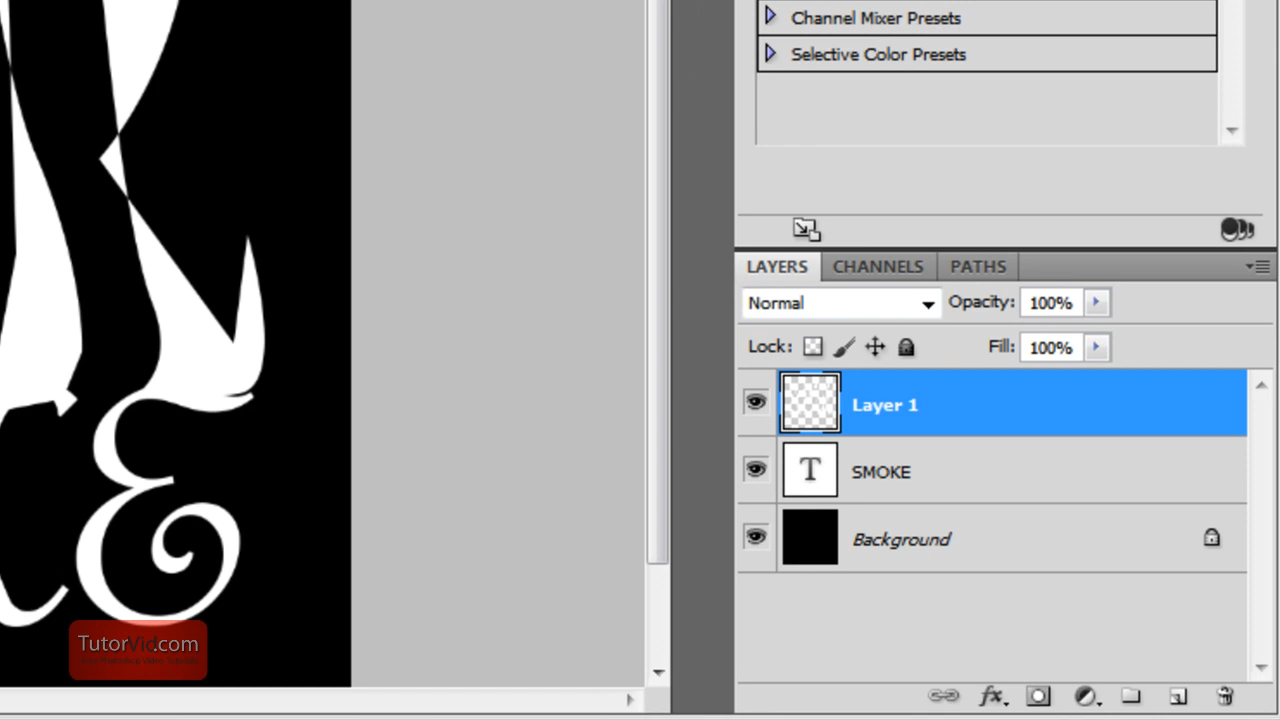 Channel Mixer Presets
Selective Color Presets
LAYERS CHANNELS PATHS
Normal Opacity: 100%
Lock: Fill: 100%
Layer 1
T SMOKE
Background
fx
E
TutorVid.com